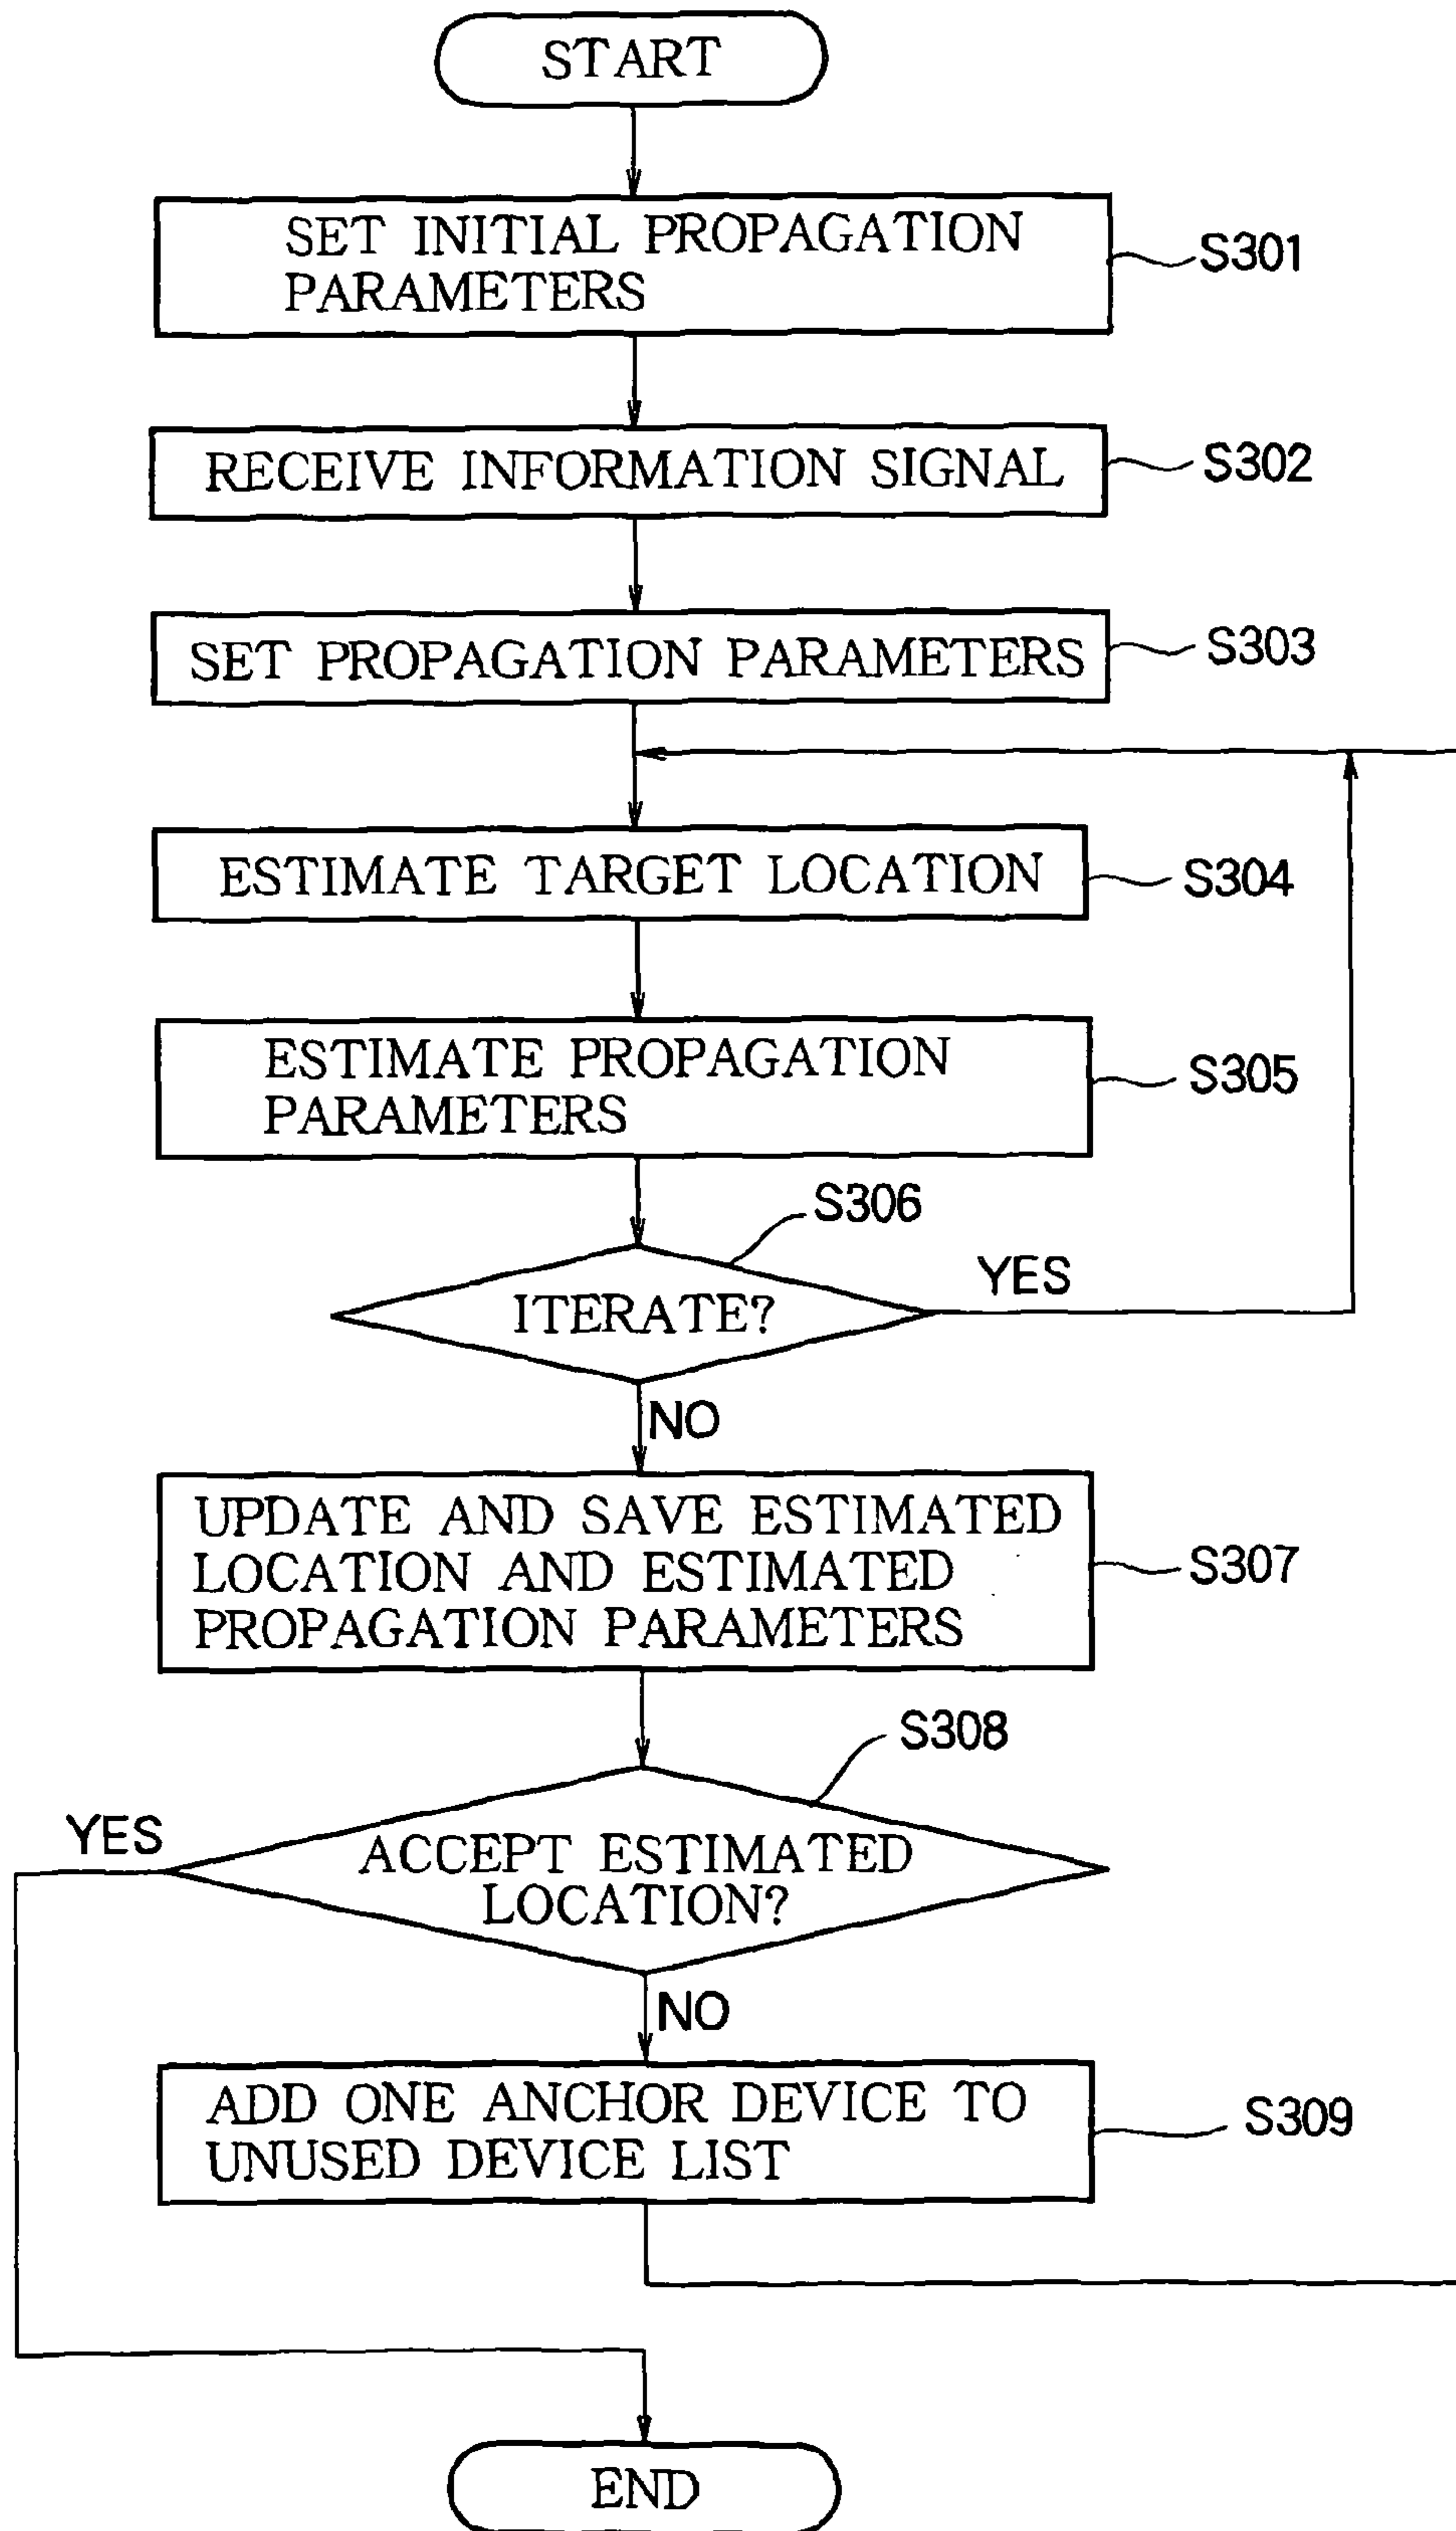 START
SET INITIAL PROPAGATION
PARAMETERS
S301
RECEIVE INFORMATION SIGNAL
S302
SET PROPAGATION PARAMETERS
S303
ESTIMATE TARGET LOCATION
S304
ESTIMATE PROPAGATION
PARAMETERS
S305
S306
ITERATE?
YES
NO
UPDATE AND SAVE ESTIMATED
LOCATION AND ESTIMATED
PROPAGATION PARAMETERS
S307
S308
YES
ACCEPT ESTIMATED
LOCATION?
NO
ADD ONE ANCHOR DEVICE TO
UNUSED DEVICE LIST
S309
END